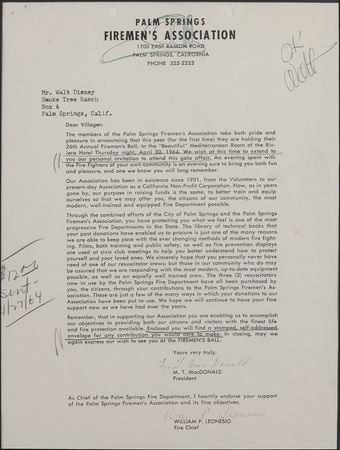 PALM SPRINGS
FIREMEN'S ASSOCIATION
1700 EAST RAMON ROAD
PALM SPRINGS, CALIFORNIA
PHONE 325-2223
OK
Walt
Mr. Walt Disney
Smoke Tree Ranch
Box A
Palm Springs, Calif.
Dear Villager:
The members of the Palm Springs Firemen's Association take both pride
and pleasure in announcing that this year (for the first time) they are holding their
26th Annual Firemen's Ball, in the "Beautiful" Mediterranean Room of the Riv-
iera Hotel Thursday night, April 30, 1964. We wish at this time to extend to
you our personal invitation to attend this gala affair. An evening spent with
the Fire Fighters of your own community is an evening sure to bring you both fun
and pleasure, and one we know you will long remember.
Our Association has been in existence since 1931, from the Volunteers to our
present-day Association as a California Non-Profit Corporation. Now, as in years
gone by, our purpose in raising funds is the same, to better train and equip
ourselves so that we may offer you, the citizens of our community, the most
modern, well-trained and equipped Fire Department possible.
Through the combined efforts of the City of Palm Springs and the Palm Springs
Firemen's Association, you have protecting you what we feel is one of the most
progressive Fire Departments in the State. The library of technical books that
your past donations have enabled us to procure is just one of the many reasons
we are able to keep pace with the ever changing methods of modern fire fight-
ing. Films, both training and public safety, as well as fire prevention displays
are used at civic club meetings to help you better understand how to protect
yourself and your loved ones. We sincerely hope that you personally never have
need of any of our resuscitator crews; but those in our community who do may
be assured that we are responding with the most modern, up-to-date equipment
possible, as well as an equally well trained crew. The three (3) resuscitators
now in use by the Palm Springs Fire Department have all been purchased by
you, the citizens, through your contributions to the Palm Springs Firemen's As-
sociation. These are just a few of the many ways in which your donations to our
Association have been put to use. We hope we will continue to have your fine
support now as we have had over the years.
Remember, that in supporting our Association you are enabling us to accomplish
our objectives in providing both our citizens and visitors with the finest life
and fire protection available. Enclosed you will find a stamped, self-addressed,
envelope for any contribution you would care to make. In closing, may we
again express our wish to see you at the FIREMEN'S BALL.
sent
4/27/64
Yours very truly,
M. T. MacDONALD
President
As Chief of the Palm Springs Fire Department, I heartily endorse your support
of the Palm Springs Firemen's Association and its fine objectives.
WILLIAM P. LEONESIO
Fire Chief